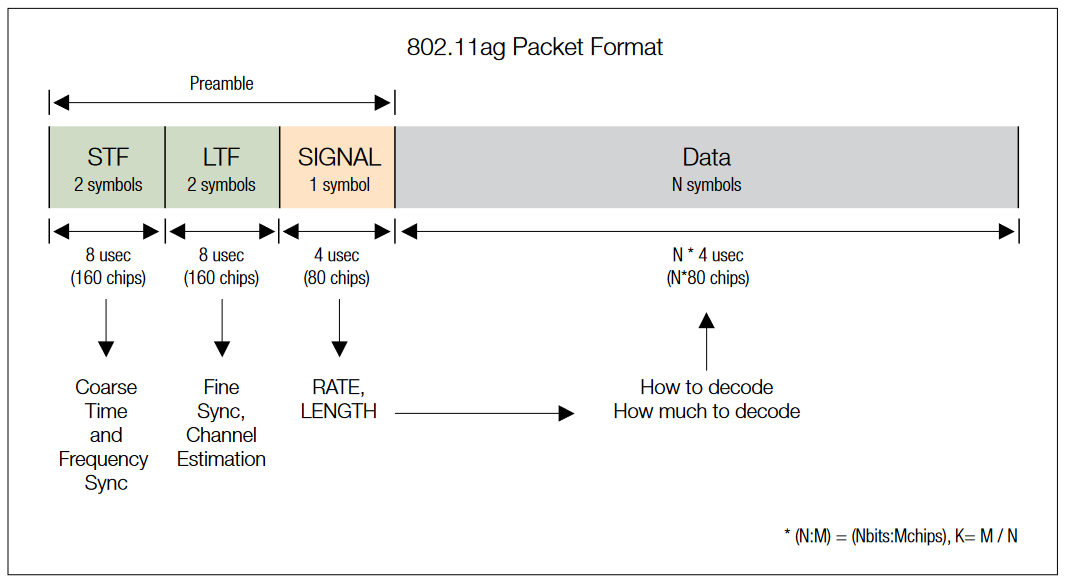 802.11ag Packet Format
Preamble
STF
2 symbols
LTF
2 symbols
SIGNAL
1 symbol
Data
N symbols
8 usec
(160 chips)
8 usec
(160 chips)
4 usec
(80 chips)
N * 4 usec
(N*80 chips)
Coarse
Time
and
Frequency
Sync
Fine
Sync,
Channel
Estimation
RATE,
LENGTH
How to decode
How much to decode
* (N:M) = (Nbits:Mchips), K= M / N